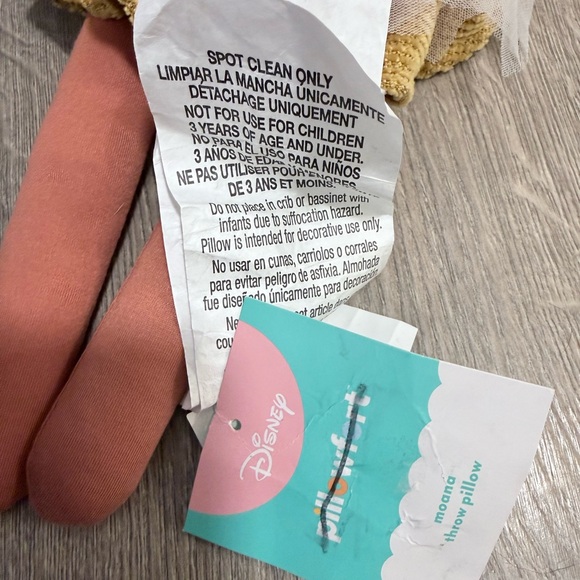 SPOT CLEAN ONLY
LIMPIAR LA MANCHA ÚNICAMENTE
DÉTACHAGE UNIQUEMENT
NOT FOR USE FOR CHILDREN
3 YEARS OF AGE AND UNDER.
NO PARA EL USO PARA NIÑOS
3 AÑOS DE
NE PAS UTILISER POUR
DE 3 ANS ET MOINS
Do not place in crib or bassinet with
infants due to suffocation hazard.
Pillow is intended for decorative use only.
No usar en cunas, carriolos o corrales
para evitar peligro de asfixia. Almohada
fue diseñado únicamente para decoración
article
Disney
pillowfort
moana
throw pillow